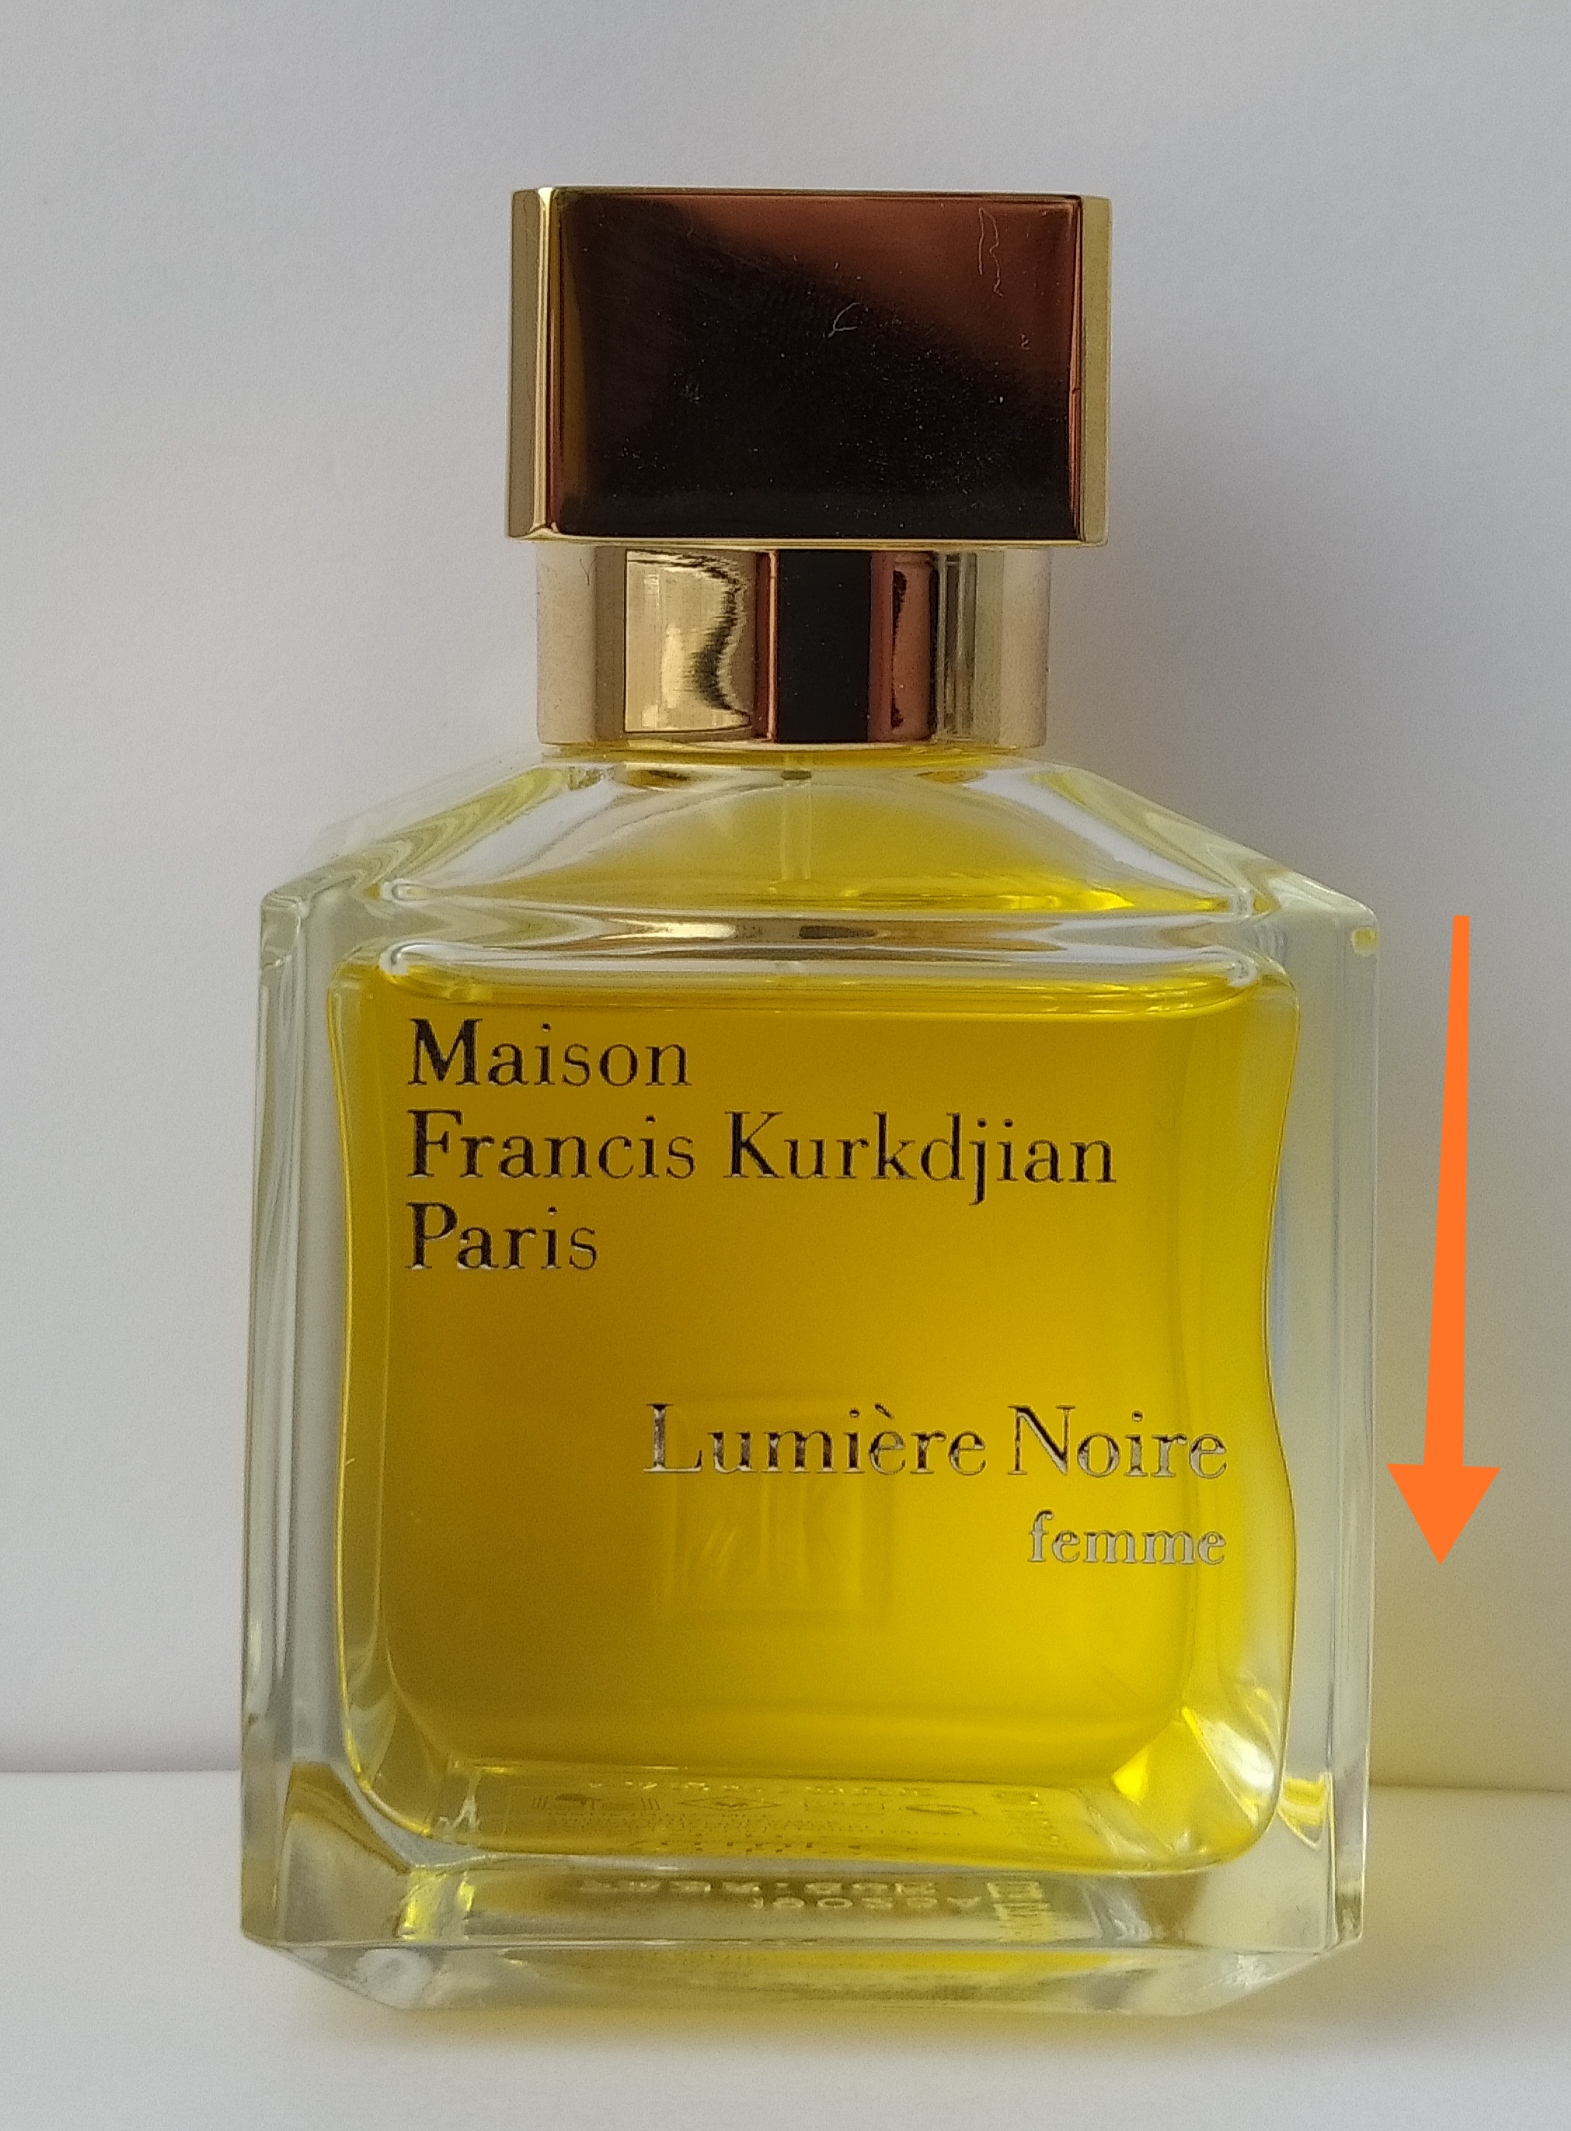 Maison
Francis Kurkdjian
Paris
Lumière Noire
femme